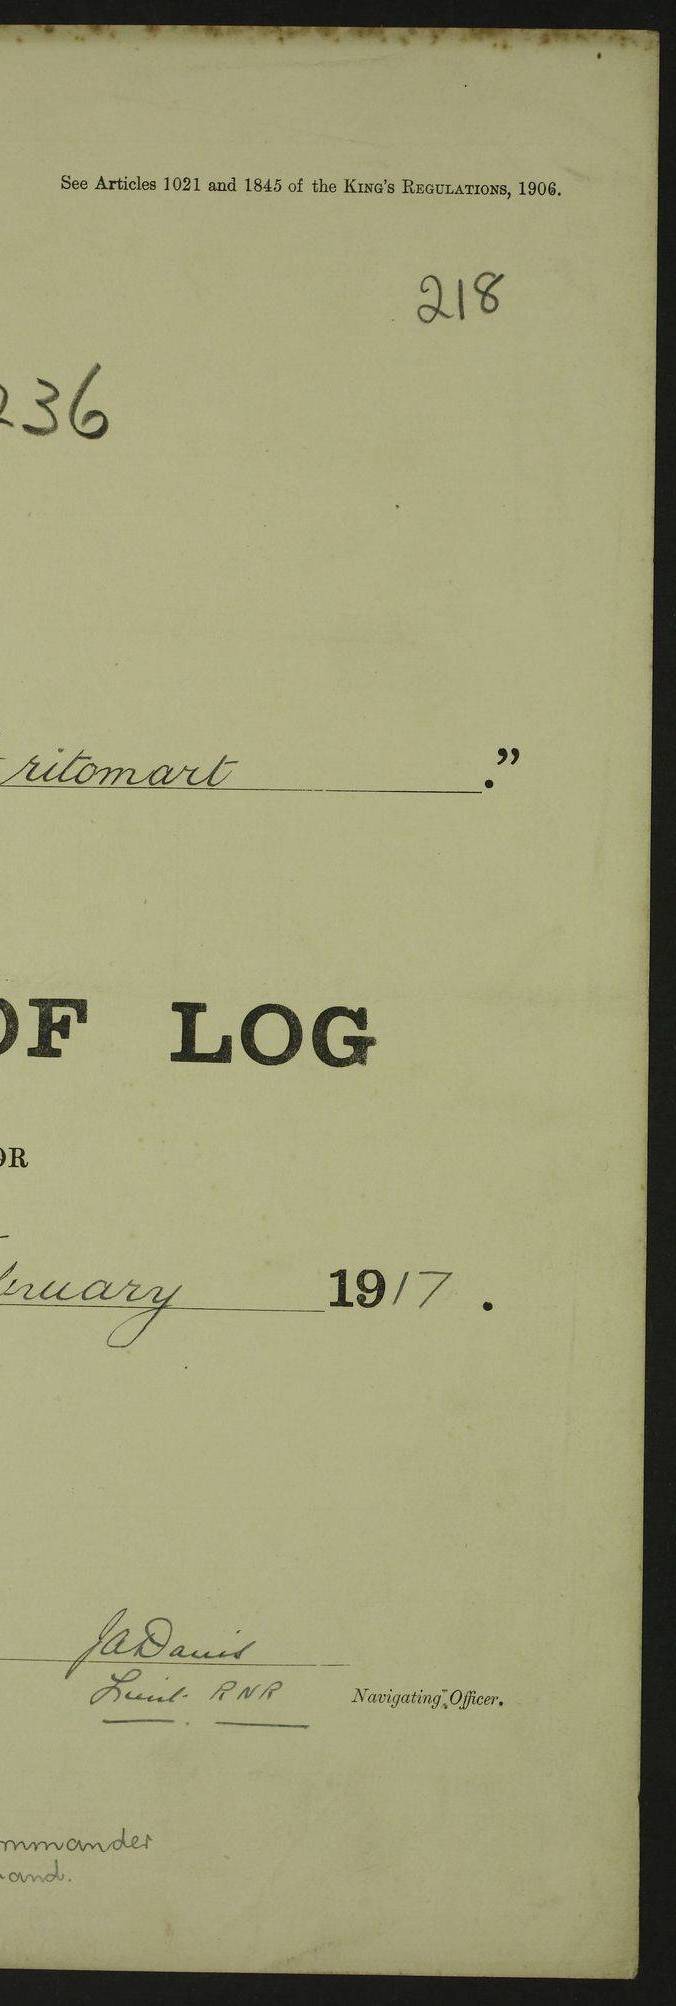 See Articles 1021 and 1845 of the KING'S REGULATIONS, 1906.
218
236
ritomart ."
OF LOG
OR
bruary 1917 .
JADavis
Lieut. RNR Navigating Officer.
mmander
and.